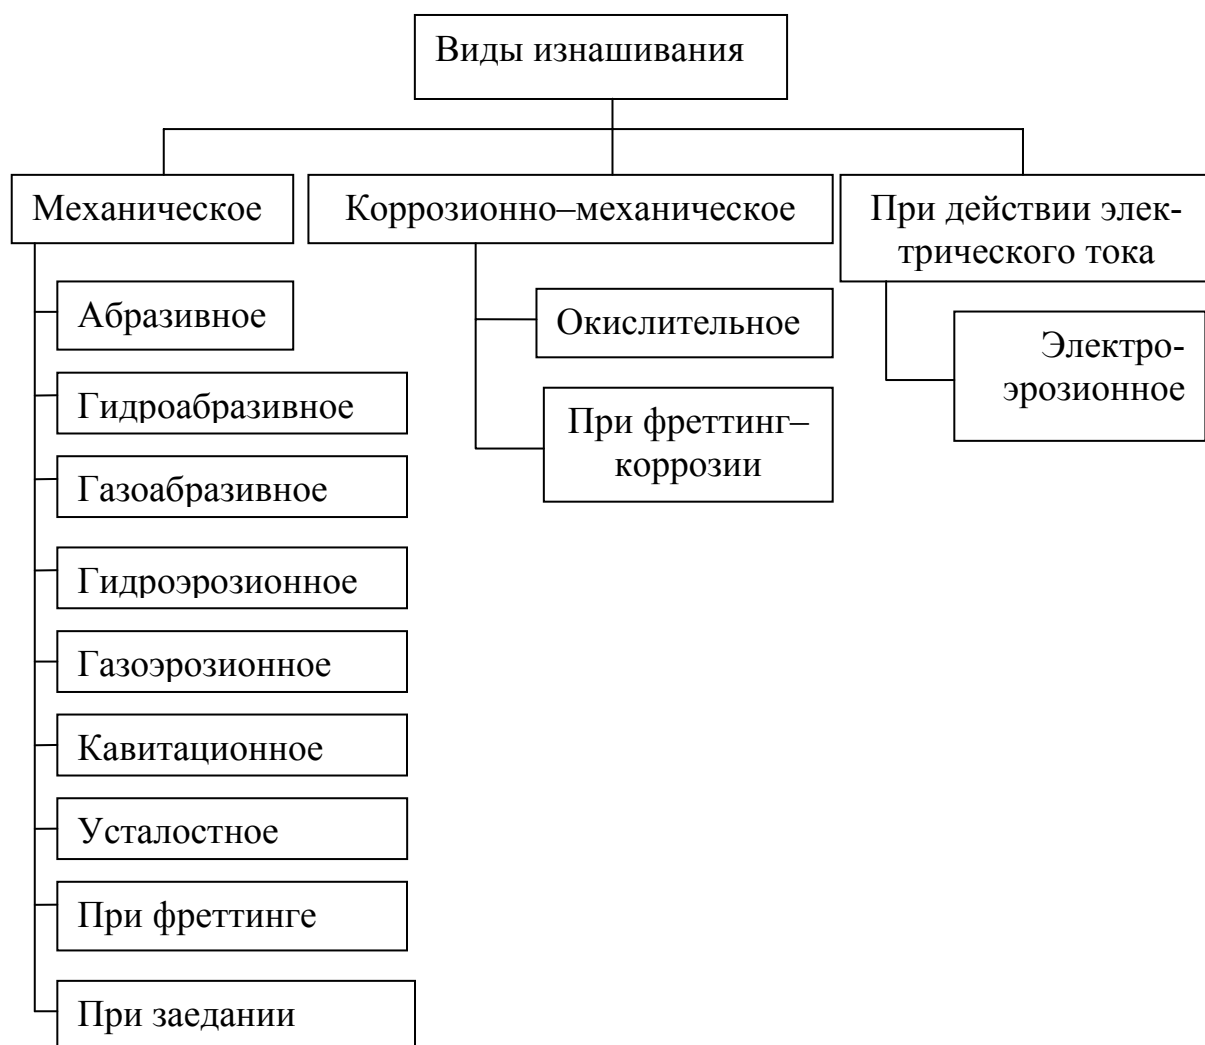 Виды изнашивания
Механическое
Коррозионно–механическое
При действии элек-
трического тока
Абразивное
Гидроабразивное
Газоабразивное
Гидроэрозионное
Газоэрозионное
Кавитационное
Усталостное
При фреттинге
При заедании
Окислительное
При фреттинг–
коррозии
Электро-
эрозионное